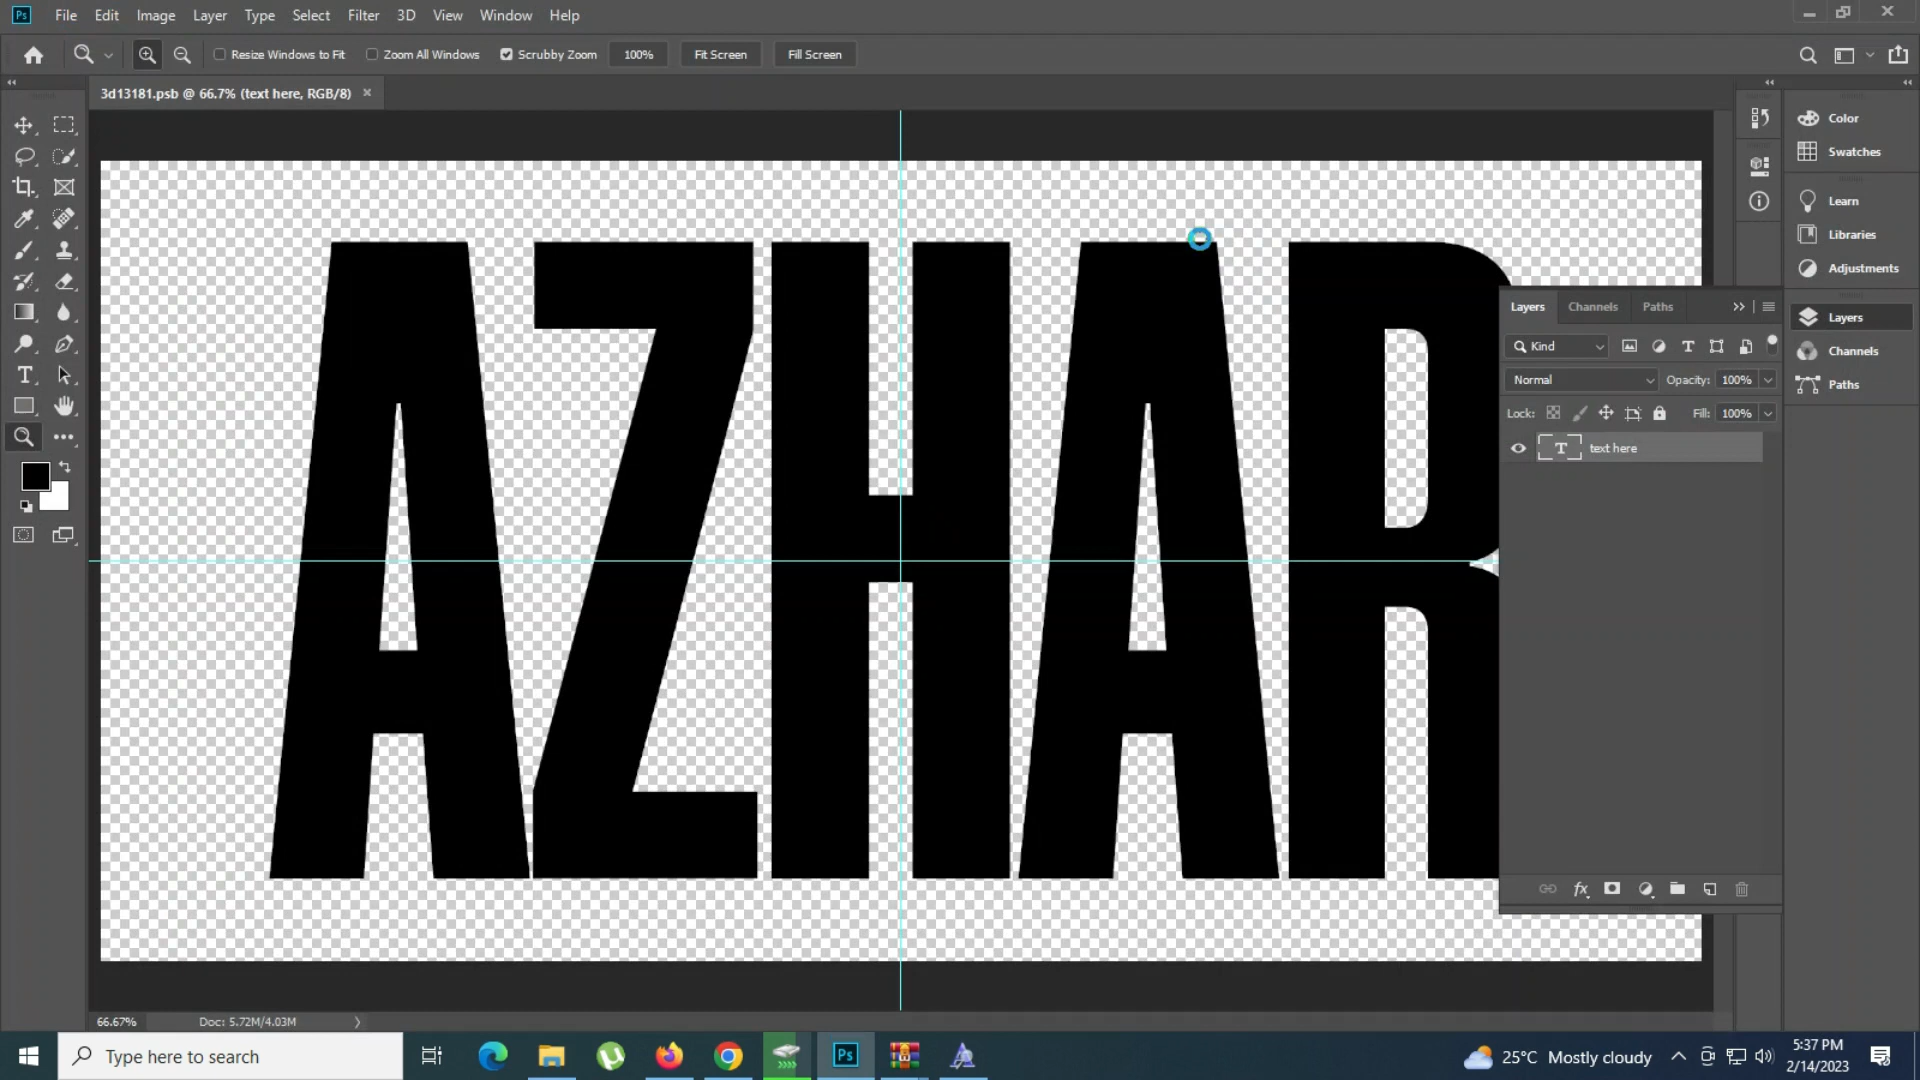 Ps File Edit Image Layer Type Select Filter 3D View Window Help
Resize Windows to Fit Zoom All Windows Scrubby Zoom 100% Fit Screen Fill Screen
3d13181.psb @ 66.7% (text here, RGB/8)
AZHAR
Color
Swatches
Learn
Libraries
Adjustments
Layers
Channels
Paths
Layers Channels Paths
Kind
Normal Opacity: 100%
Lock: Fill: 100%
T text here
fx
66.67% Doc: 5.72M/4.03M
Type here to search
Ps
25°C Mostly cloudy
5:37 PM
2/14/2023